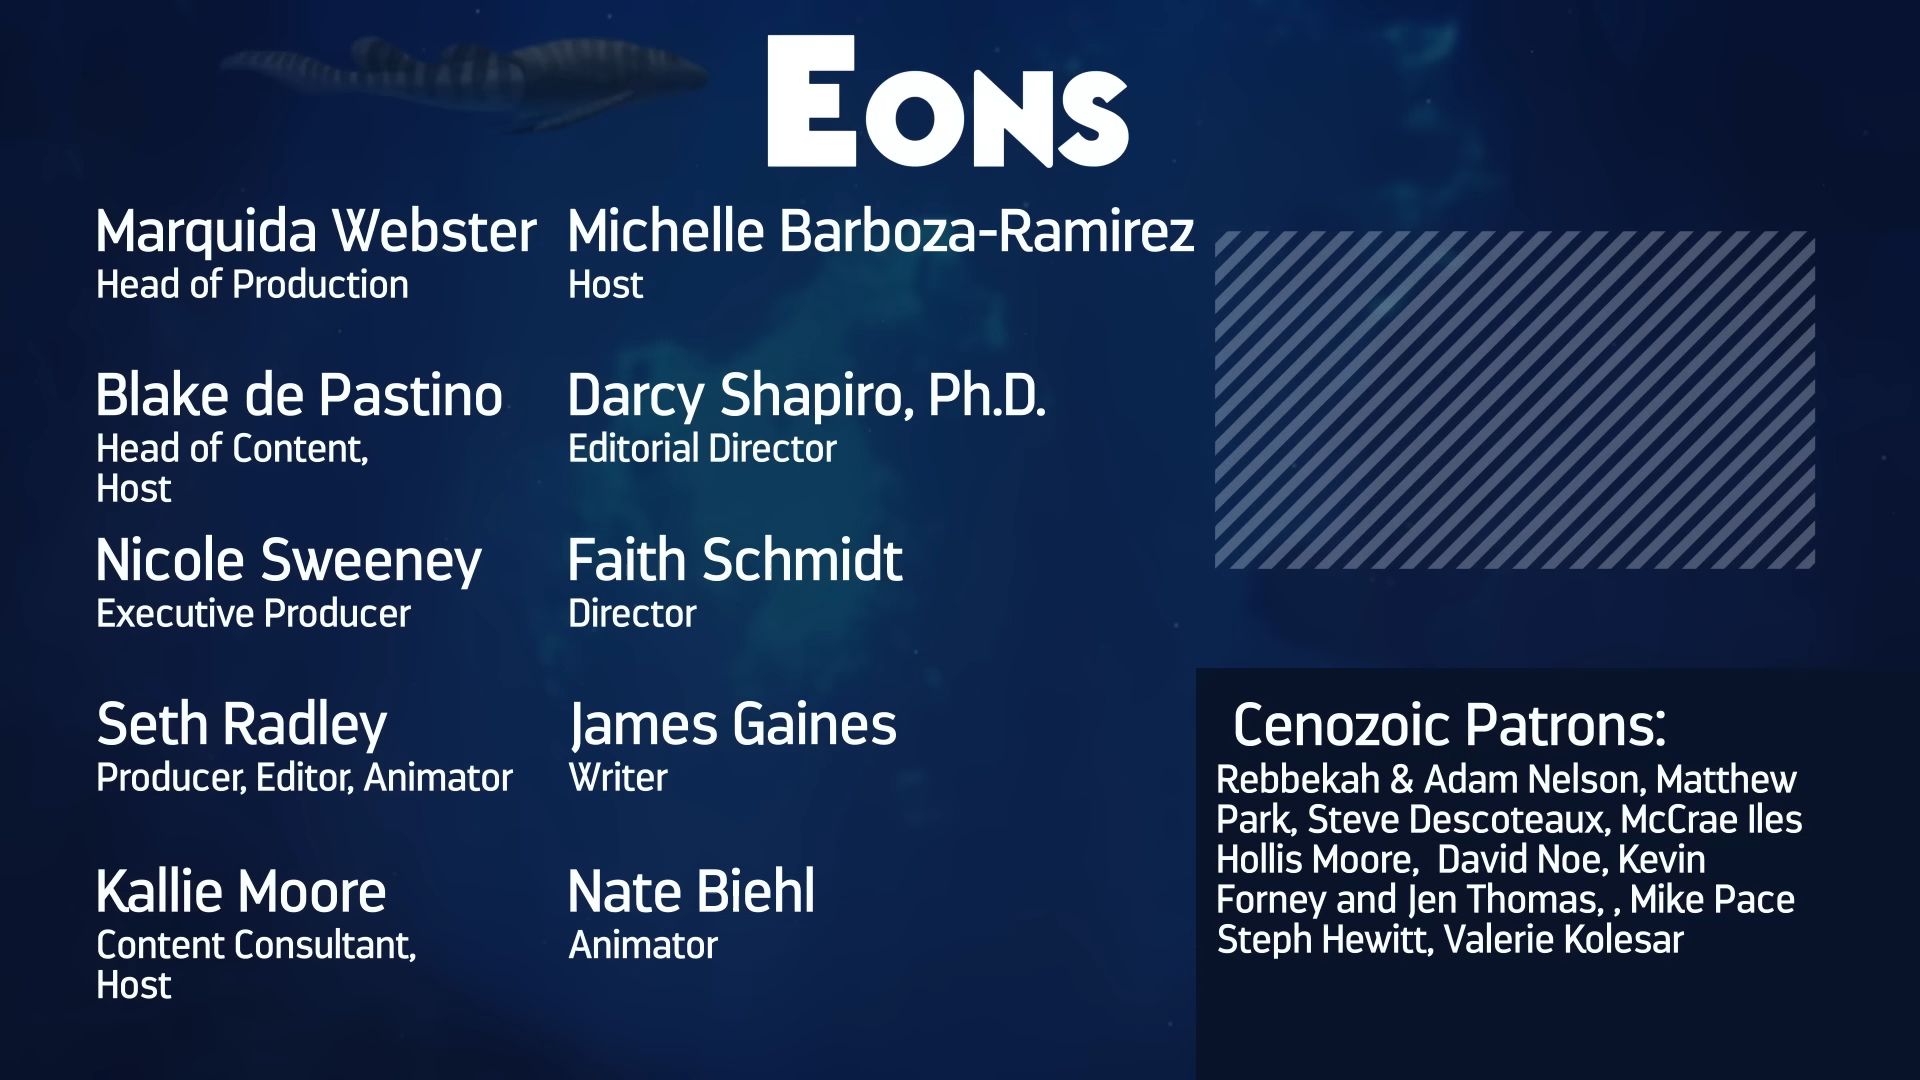 EONS
Marquida Webster
Head of Production
Michelle Barboza-Ramirez
Host
Blake de Pastino
Head of Content,
Host
Darcy Shapiro, Ph.D.
Editorial Director
Nicole Sweeney
Executive Producer
Faith Schmidt
Director
Seth Radley
Producer, Editor, Animator
James Gaines
Writer
Kallie Moore
Content Consultant,
Host
Nate Biehl
Animator
Cenozoic Patrons:
Rebbekah & Adam Nelson, Matthew
Park, Steve Descoteaux, McCrae Iles
Hollis Moore,  David Noe, Kevin
Forney and Jen Thomas, , Mike Pace
Steph Hewitt, Valerie Kolesar